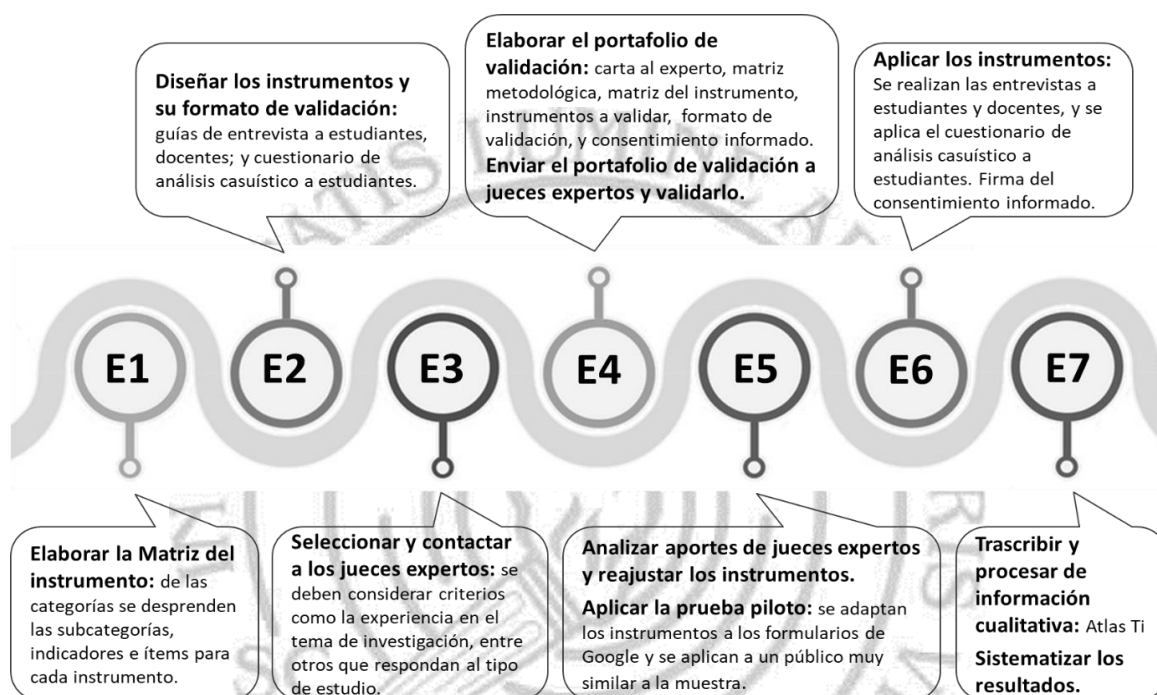 Diseñar los instrumentos y
su formato de validación:
guías de entrevista a estudiantes,
docentes; y cuestionario de
análisis casuístico a estudiantes.
Elaborar el portafolio de
validación: carta al experto, matriz
metodológica, matriz del instrumento,
instrumentos a validar, formato de
validación, y consentimiento informado.
Enviar el portafolio de validación a
jueces expertos y validarlo.
Aplicar los instrumentos:
Se realizan las entrevistas a
estudiantes y docentes, y se
aplica el cuestionario de
análisis casuístico a
estudiantes. Firma del
consentimiento informado.
E1
E2
E3
E4
E5
E6
E7
Elaborar la Matriz del
instrumento: de las
categorías se desprenden
las subcategorías,
indicadores e ítems para
cada instrumento.
Seleccionar y contactar
a los jueces expertos: se
deben considerar criterios
como la experiencia en el
tema de investigación, entre
otros que respondan al tipo
de estudio.
Analizar aportes de jueces expertos
y reajustar los instrumentos.
Aplicar la prueba piloto: se adaptan
los instrumentos a los formularios de
Google y se aplican a un público muy
similar a la muestra.
Trascribir y
procesar de
información
cualitativa: Atlas Ti
Sistematizar los
resultados.